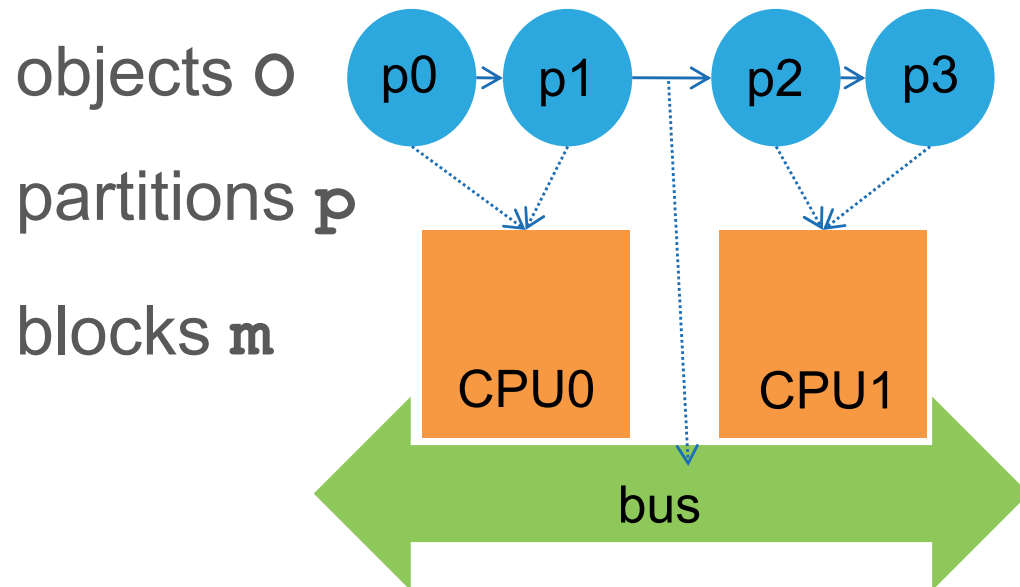 objects O
p0 p1 p2 p3
partitions p
blocks m
CPU0 CPU1
bus